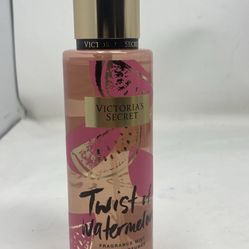 VICTORIA'S SECRET
VICTORIA'S
SECRET
Twist of
Watermelon
FRAGRANCE MIST